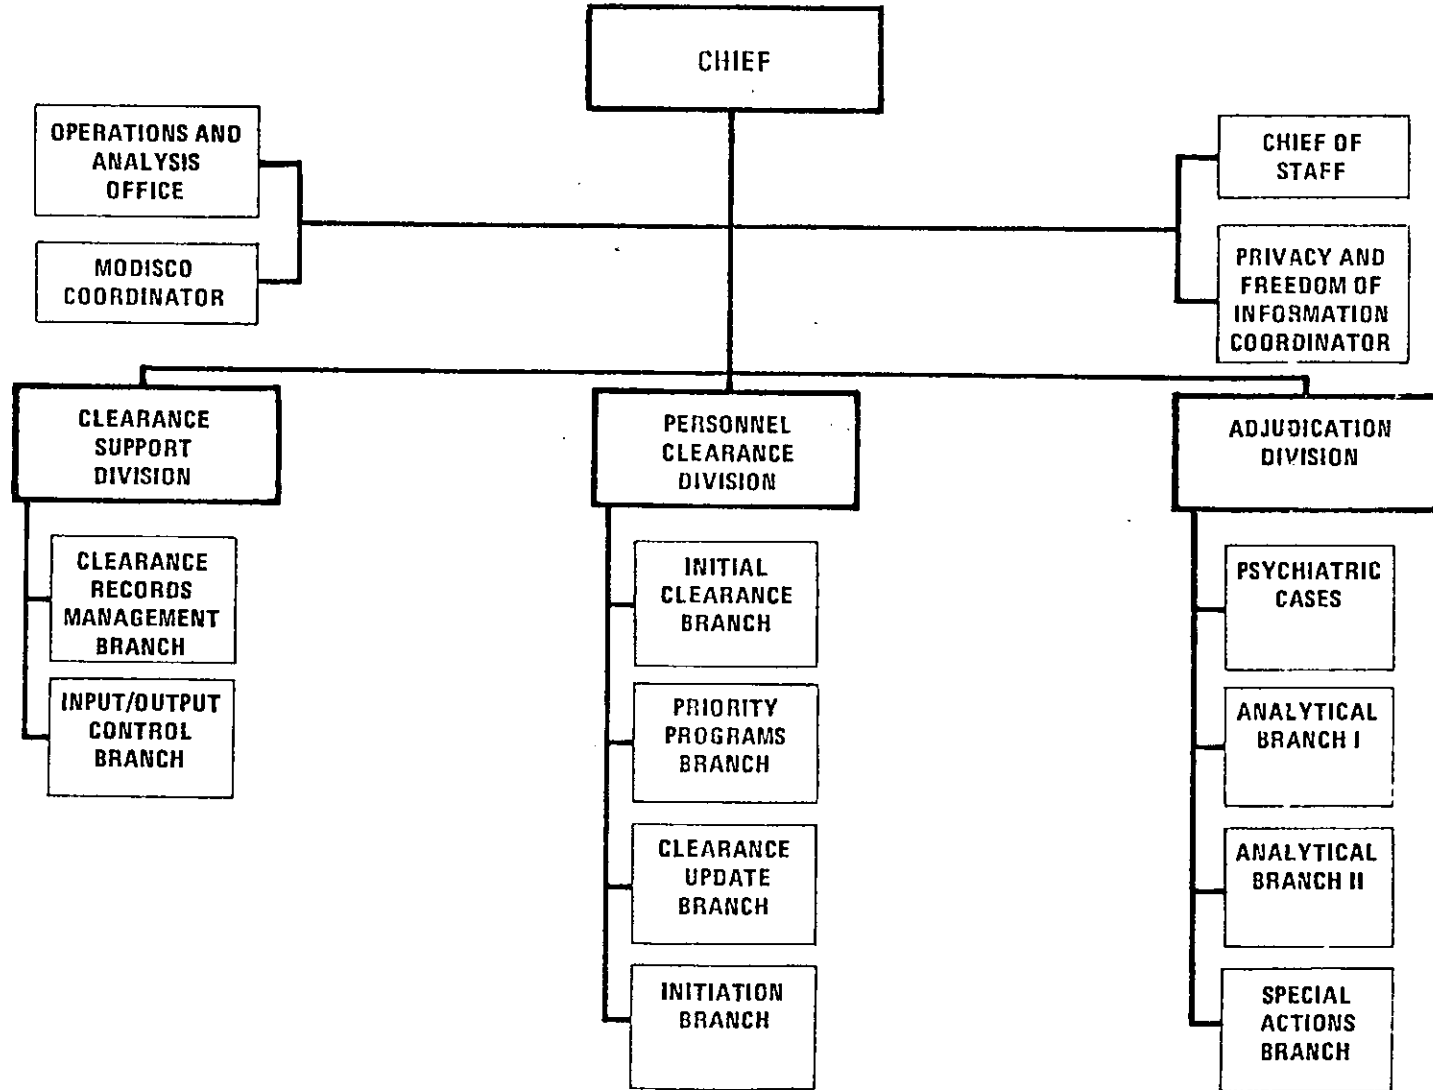 CHIEF
OPERATIONS AND
ANALYSIS
OFFICE
MODISCO
COORDINATOR
CHIEF OF
STAFF
PRIVACY AND
FREEDOM OF
INFORMATION
COORDINATOR
CLEARANCE
SUPPORT
DIVISION
CLEARANCE
RECORDS
MANAGEMENT
BRANCH
INPUT/OUTPUT
CONTROL
BRANCH
PERSONNEL
CLEARANCE
DIVISION
INITIAL
CLEARANCE
BRANCH
PRIORITY
PROGRAMS
BRANCH
CLEARANCE
UPDATE
BRANCH
INITIATION
BRANCH
ADJUDICATION
DIVISION
PSYCHIATRIC
CASES
ANALYTICAL
BRANCH I
ANALYTICAL
BRANCH II
SPECIAL
ACTIONS
BRANCH